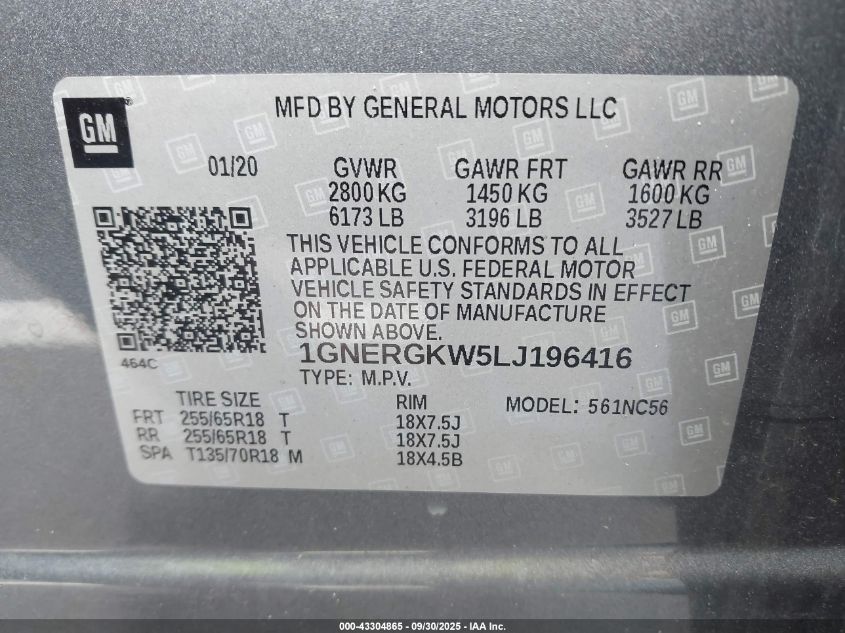 GM
MFD BY GENERAL MOTORS LLC
01/20 GVWR GAWR FRT GAWR RR
2800 KG 1450 KG 1600 KG
6173 LB 3196 LB 3527 LB
THIS VEHICLE CONFORMS TO ALL
APPLICABLE U.S. FEDERAL MOTOR
VEHICLE SAFETY STANDARDS IN EFFECT
ON THE DATE OF MANUFACTURE
SHOWN ABOVE.
464C
1GNERGKW5LJ196416
TYPE: M.P.V.
TIRE SIZE RIM MODEL: 561NC56
FRT 255/65R18 T 18X7.5J
RR 255/65R18 T 18X7.5J
SPA T135/70R18 M 18X4.5B
000-43304865 - 09/30/2025 - IAA Inc.